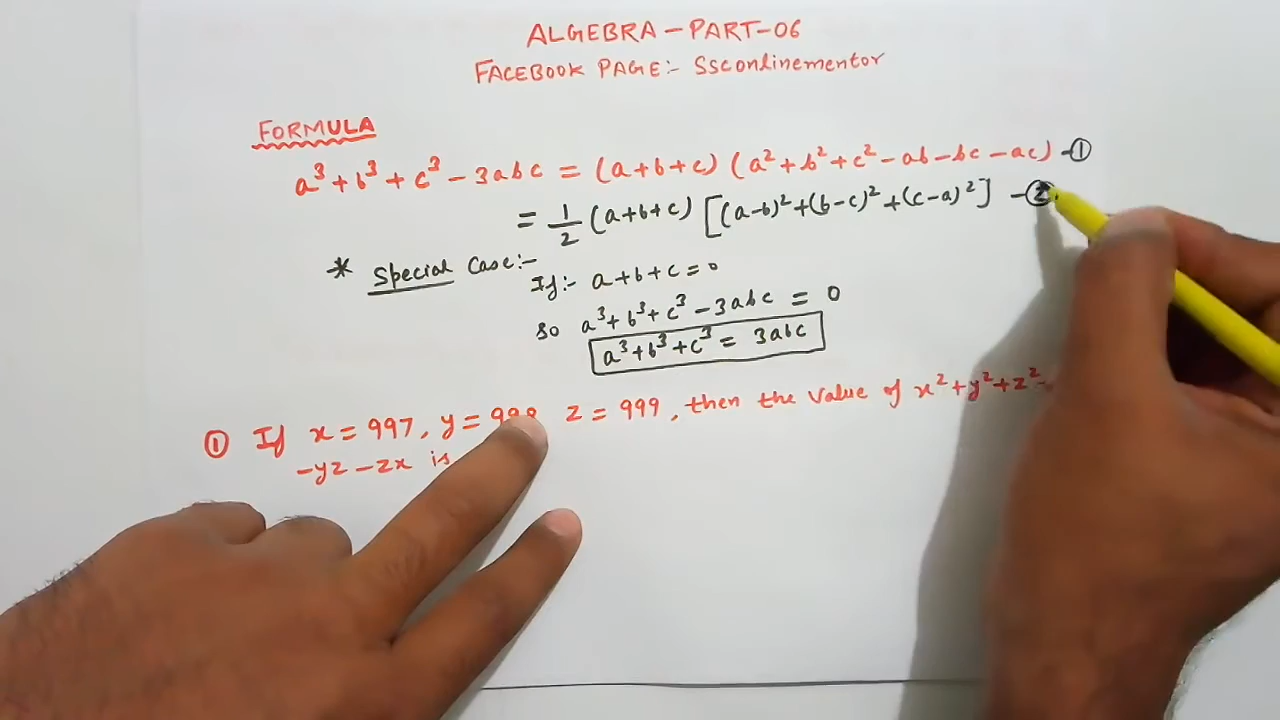 ALGEBRA-PART-06
FACEBOOK PAGE:- Ssconlinementor
FORMULA
a³+b³+c³-3abc = (a+b+c) (a²+b²+c²-ab-bc-ac) -①
= 1/2 (a+b+c) [(a-b)²+(b-c)²+(c-a)²] -②
* Special Case:-
If:- a+b+c=0
so a³+b³+c³-3abc = 0
a³+b³+c³ = 3abc
① If x = 997, y = 998 z = 999, then the value of x²+y²+z²-
-yz-zx is